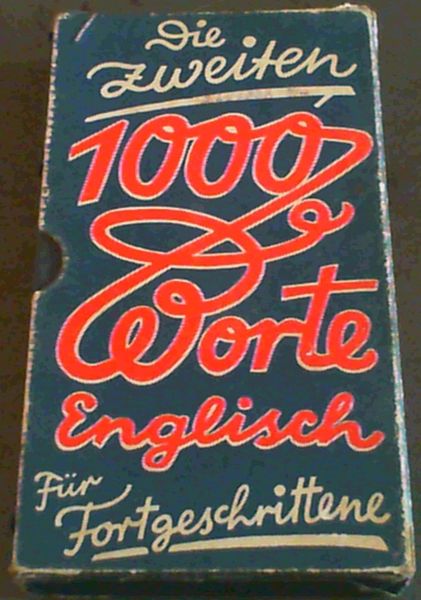 Die
zweiten
1000
Worte
Englisch
Für
Fortgeschrittene